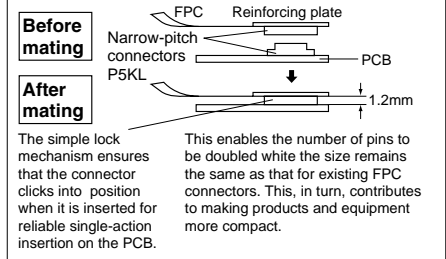 Before
mating
FPC
Reinforcing plate
Narrow-pitch
connectors
P5KL
PCB
After
mating
1.2mm
The simple lock
mechanism ensures
that the connector
clicks into position
when it is inserted for
reliable single-action
insertion on the PCB.
This enables the number of pins to
be doubled white the size remains
the same as that for existing FPC
connectors. This, in turn, contributes
to making products and equipment
more compact.